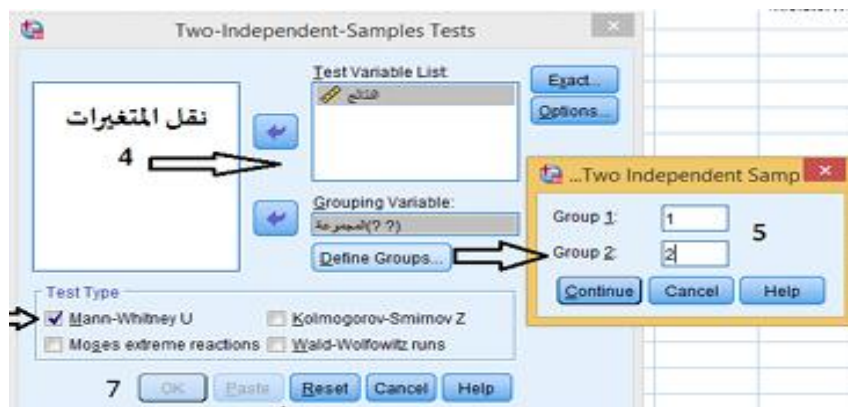 Two-Independent-Samples Tests
Test Variable List:
Exact...
Options...
نقل المتغيرات
4
Grouping Variable:
المجموعة(? ?)
Define Groups...
...Two Independent Samp
Group 1: 1
Group 2: 2
5
Continue Cancel Help
Test Type
Mann-Whitney U Kolmogorov-Smirnov Z
Moses extreme reactions Wald-Wolfowitz runs
7 OK Paste Reset Cancel Help